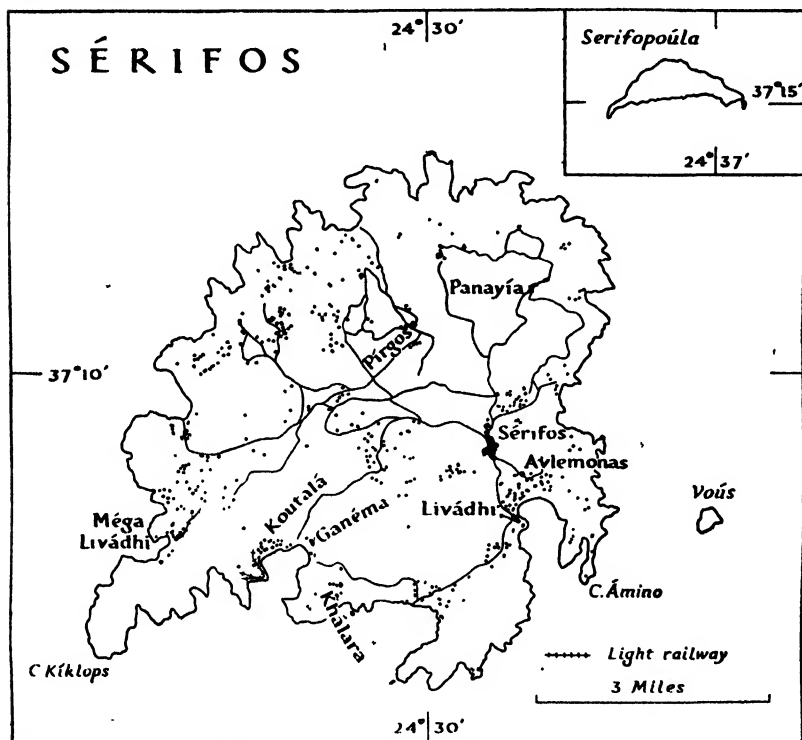 24° 30'
SÉRIFOS
Serifopoúla
37° 15'
24° 37'
Panayía
Pírgos
37° 10'
Sérifos
Avlemonas
Livádhi
Voús
Koutalá
Ganéma
Méga
Livádhi
Khálara
C. Ámino
C Kíklops
Light railway
3 Miles
24° 30'